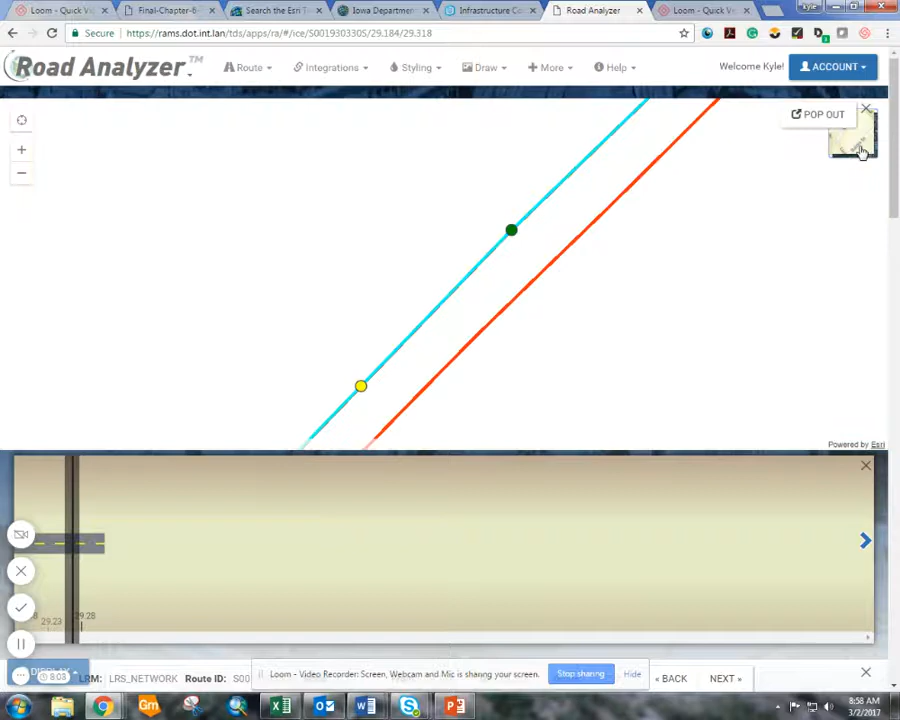 kyle
Loom - Quick Vi
Final-Chapter-6-
Search the Esri T
Iowa Departme
Infrastructure Co
Road Analyzer
Loom - Quick V
Secure | https://rams.dot.int.lan/tds/apps/ra/#/ice/S001930330S/29.184/29.318
Road Analyzer™
Route
Integrations
Styling
Draw
More
Help
Welcome Kyle!
ACCOUNT
POP OUT
Powered by Esri
29.23
29.28
8:03
LRM: LRS_NETWORK Route ID: S00
Loom - Video Recorder: Screen, Webcam and Mic is sharing your screen.
Stop sharing
Hide
« BACK
NEXT »
8:58 AM
3/2/2017